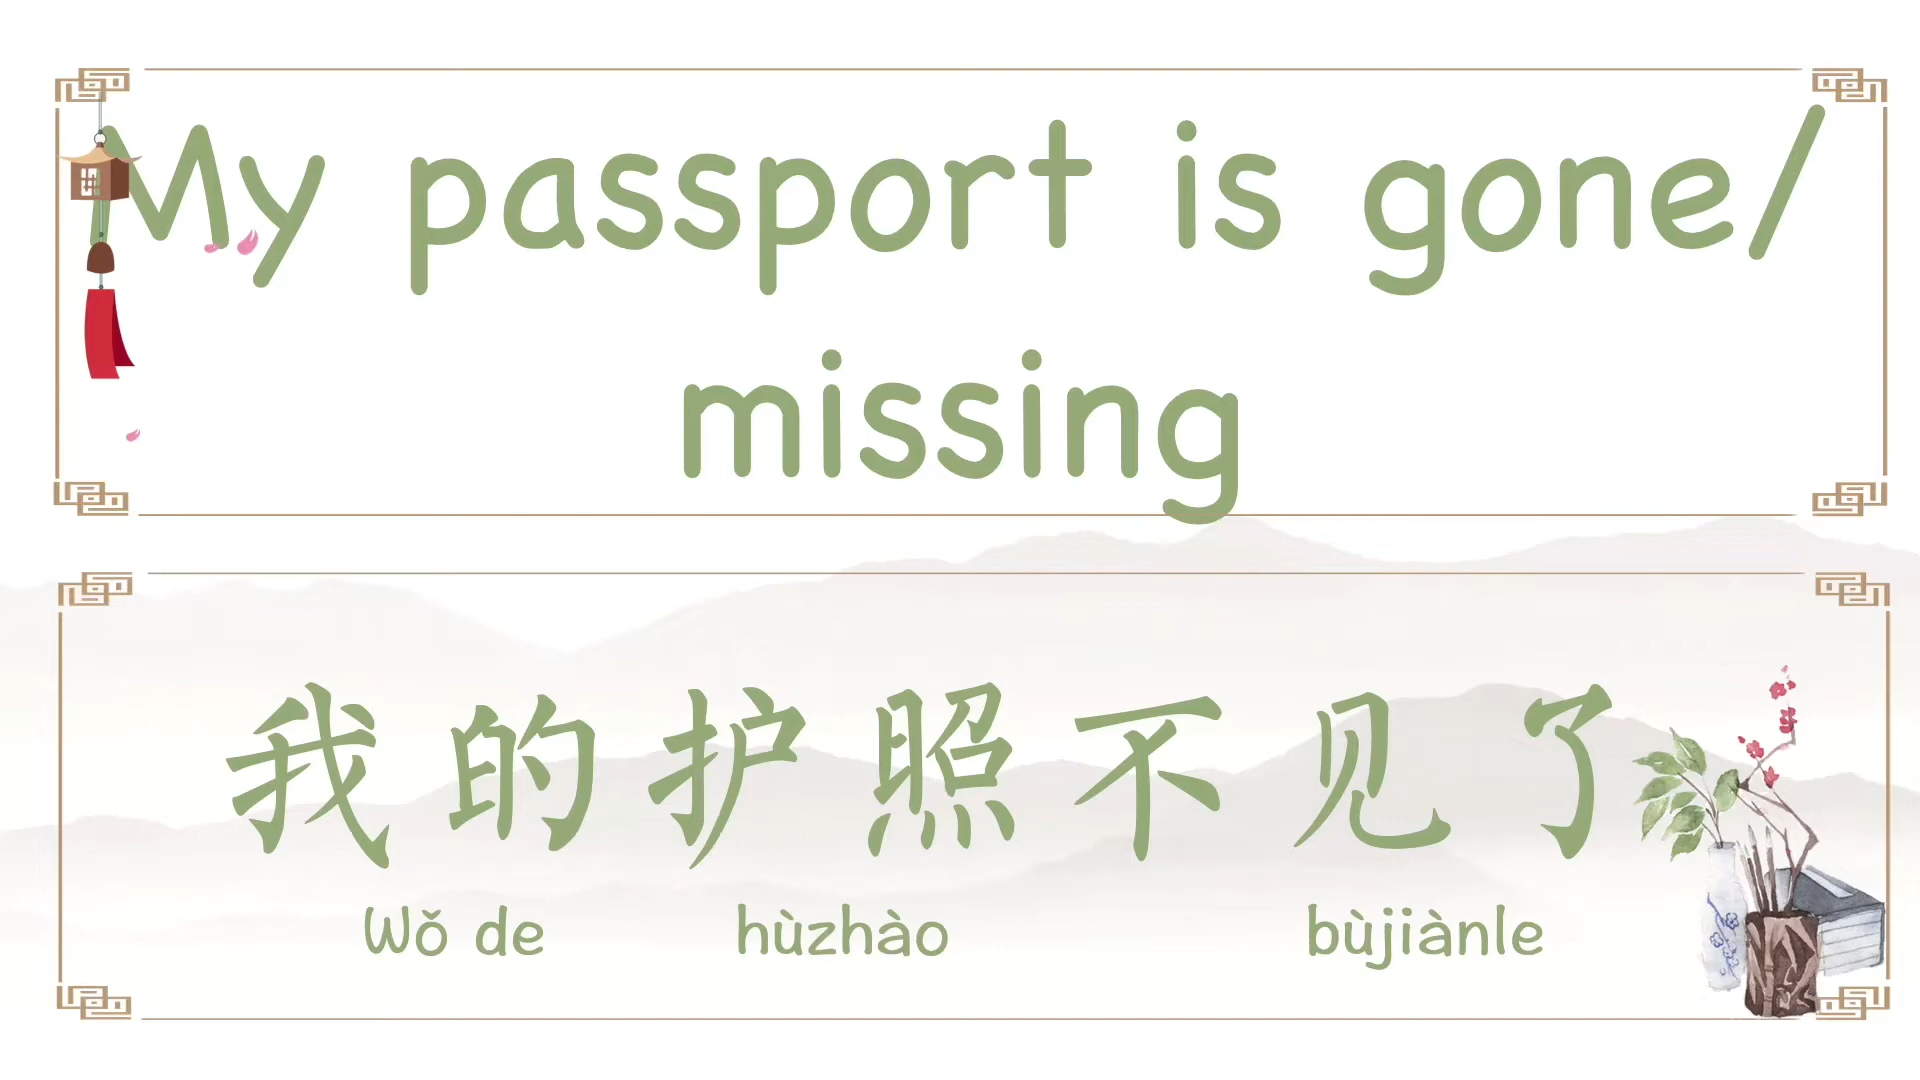 My passport is gone/
missing
我的护照不见了
Wǒ de hùzhào bùjiànle